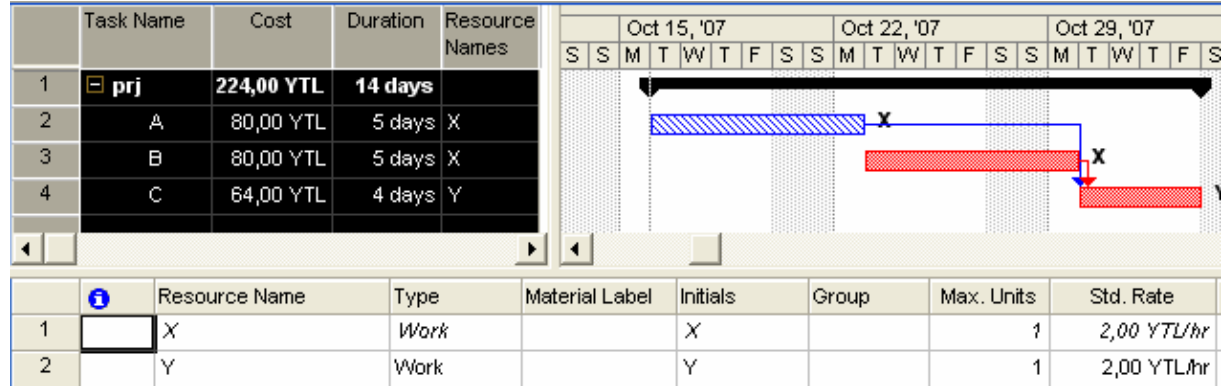 Task Name Cost Duration Resource Names
Oct 15, '07 Oct 22, '07 Oct 29, '07
S S M T W T F S S M T W T F S S M T W T F S
1 prj 224,00 YTL 14 days
2 A 80,00 YTL 5 days X X
3 B 80,00 YTL 5 days X X
4 C 64,00 YTL 4 days Y Y
Resource Name Type Material Label Initials Group Max. Units Std. Rate
1 X Work X 1 2,00 YTL/hr
2 Y Work Y 1 2,00 YTL/hr